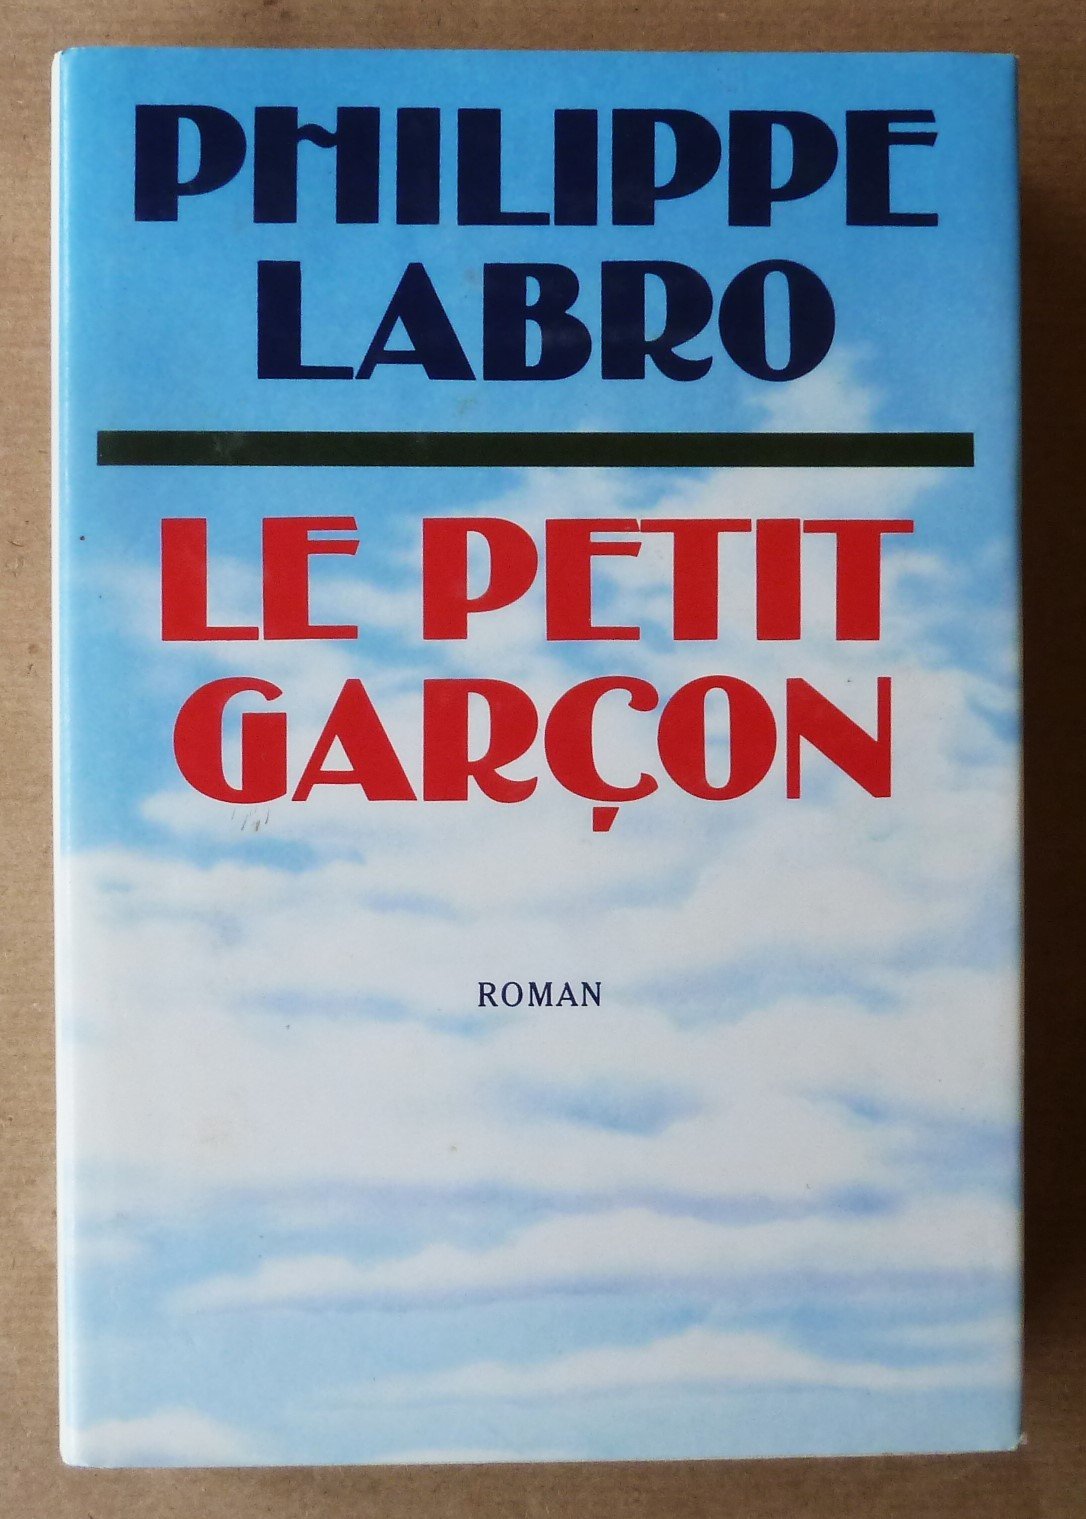 PHILIPPE
LABRO
LE PETIT
GARÇON
ROMAN